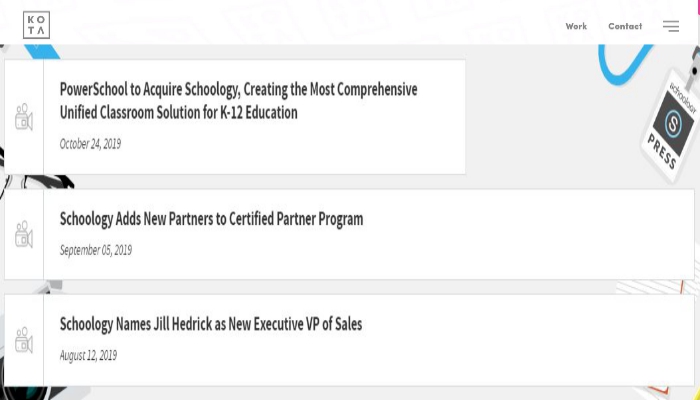 KO
TA
Work Contact
PowerSchool to Acquire Schoology, Creating the Most Comprehensive
Unified Classroom Solution for K-12 Education
October 24, 2019
schoology
S
PRESS
Schoology Adds New Partners to Certified Partner Program
September 05, 2019
Schoology Names Jill Hedrick as New Executive VP of Sales
August 12, 2019